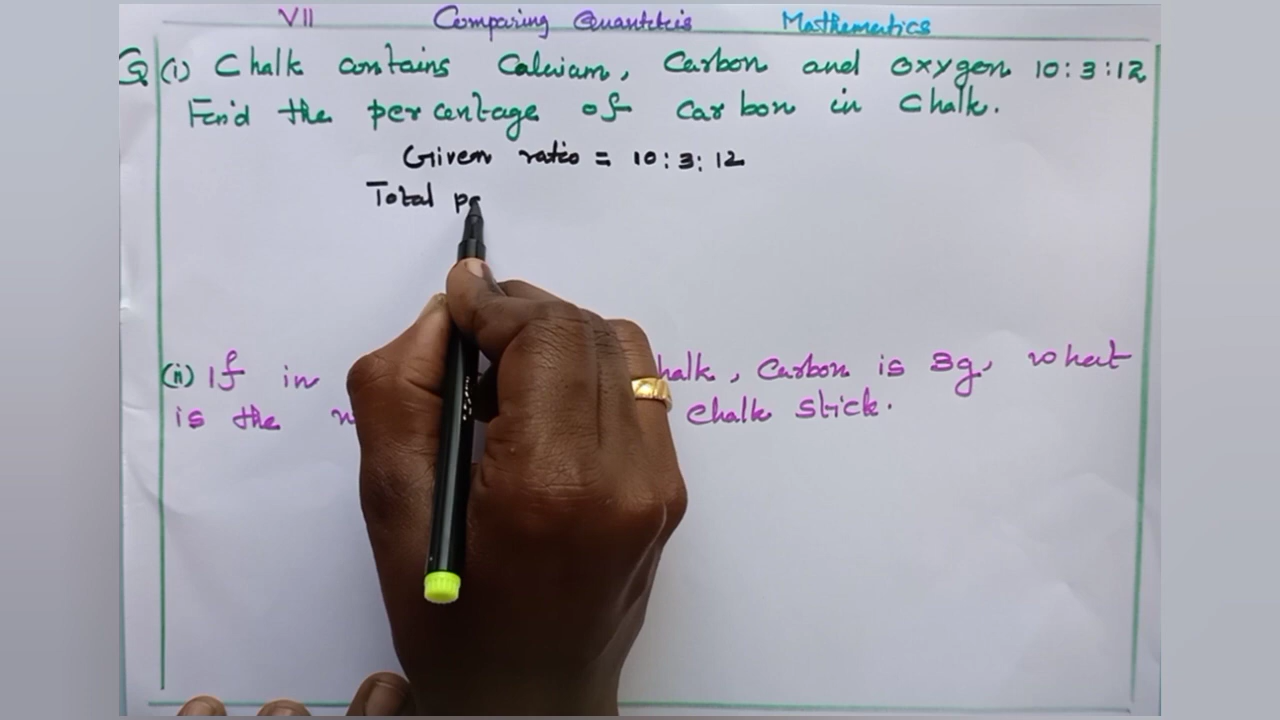 VII Comparing Quantiteis Mathematics
Q (i) Chalk contains Calcium, Carbon and oxygen 10:3:12
Find the percentage of carbon in chalk.
Given ratio = 10:3:12
Total
(ii) If in halk, Carbon is 3g, what
is the chalk stick.